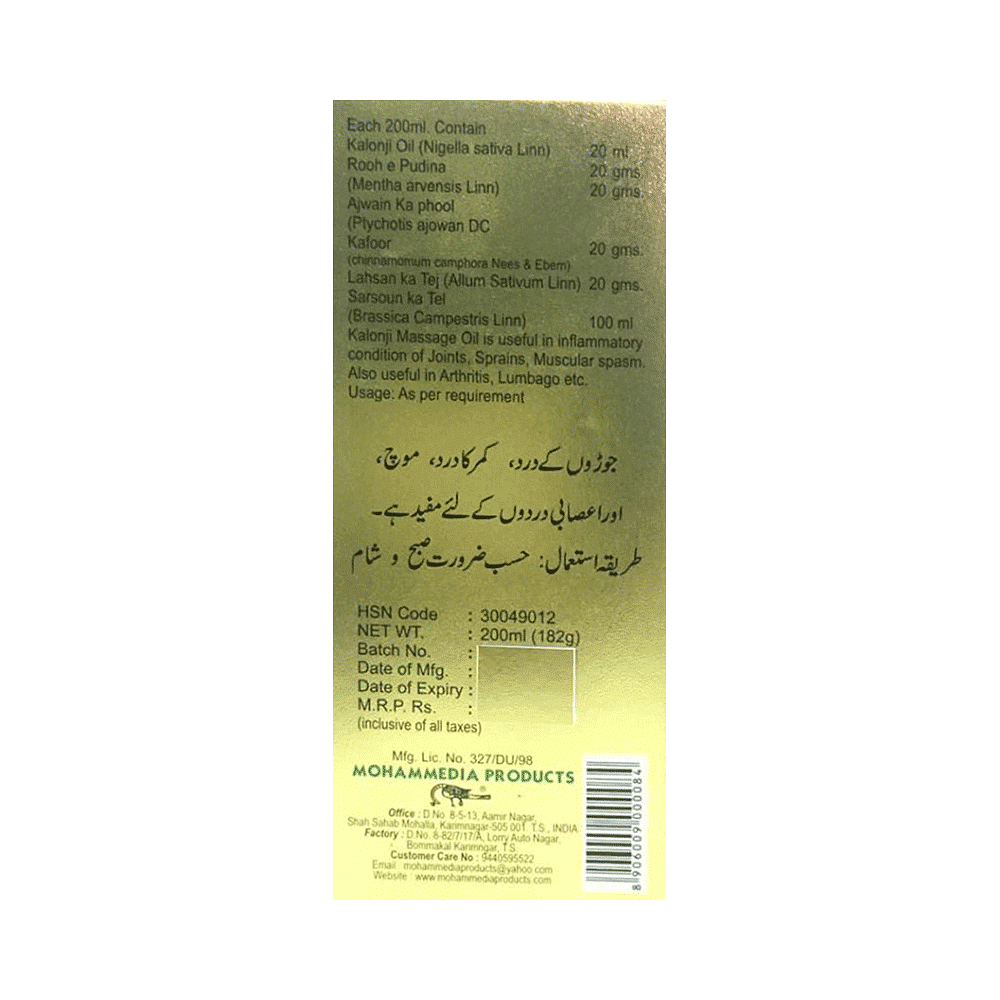 Each 200ml. Contain
Kalonji Oil (Nigella sativa Linn) 20 ml
Rooh e Pudina 20 gms.
(Mentha arvensis Linn) 20 gms.
Ajwain Ka phool
(Ptychotis ajowan DC
Kafoor 20 gms.
(chinnamomum camphora Nees & Ebem)
Lahsan ka Tej (Allum Sativum Linn) 20 gms.
Sarsoun ka Tel
(Brassica Campestris Linn) 100 ml
Kalonji Massage Oil is useful in inflammatory
condition of Joints, Sprains, Muscular spasm.
Also useful in Arthritis, Lumbago etc.
Usage: As per requirement
جوڑوں کے درد، کمر کا درد، موچ،
اور اعصابی دردوں کے لئے مفید ہے۔
طریقہ استعمال: حسب ضرورت صبح و شام
HSN Code : 30049012
NET WT. : 200ml (182g)
Batch No. :
Date of Mfg. :
Date of Expiry :
M.R.P. Rs. :
(inclusive of all taxes)
Mfg. Lic. No. 327/DU/98
MOHAMMEDIA PRODUCTS
®
Office : D.No. 8-5-13, Aamir Nagar,
Shah Sahab Mohalla, Karimnagar-505 001 T.S., INDIA.
Factory : D.No. 8-82/7/17/A, Lorry Auto Nagar,
Bommakal Karimngar, T.S.
Customer Care No : 9440595522
Email : mohammediaproducts@yahoo.com
Website : www.mohammediaproducts.com
8906009000084